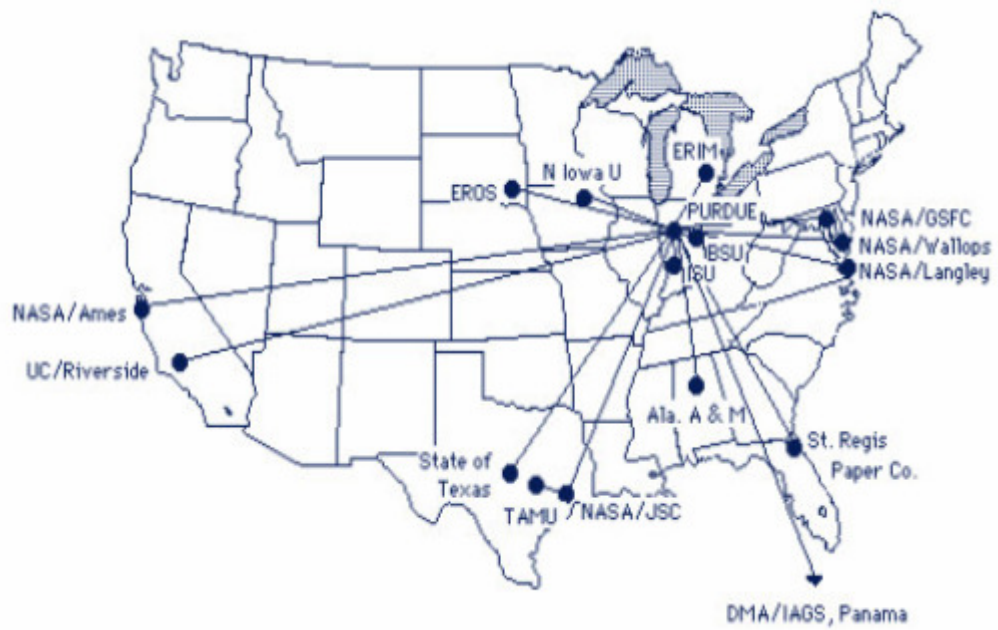 ERIM
N Iowa U
EROS
PURDUE
NASA/GSFC
NASA/Wallops
BSU
NASA/Langley
ISU
NASA/Ames
UC/Riverside
Ala. A & M
St. Regis
Paper Co.
State of
Texas
TAMU
NASA/JSC
DMA/IAGS, Panama